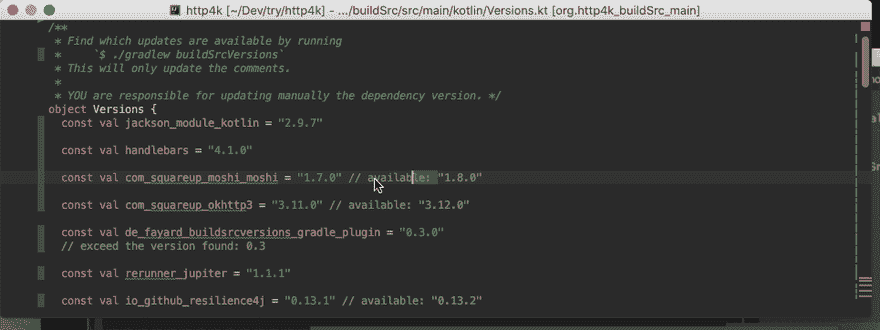 http4k [~/Dev/try/http4k] - .../buildSrc/src/main/kotlin/Versions.kt [org.http4k_buildSrc_main]
/**
* Find which updates are available by running
* `$ ./gradlew buildSrcVersions`
* This will only update the comments.
*
* YOU are responsible for updating manually the dependency version. */
object Versions {
const val jackson_module_kotlin = "2.9.7"
const val handlebars = "4.1.0"
const val com_squareup_moshi_moshi = "1.7.0" // available: "1.8.0"
const val com_squareup_okhttp3 = "3.11.0" // available: "3.12.0"
const val de_fayard_buildsrcversions_gradle_plugin = "0.3.0"
// exceed the version found: 0.3
const val rerunner_jupiter = "1.1.1"
const val io_github_resilience4j = "0.13.1" // available: "0.13.2"